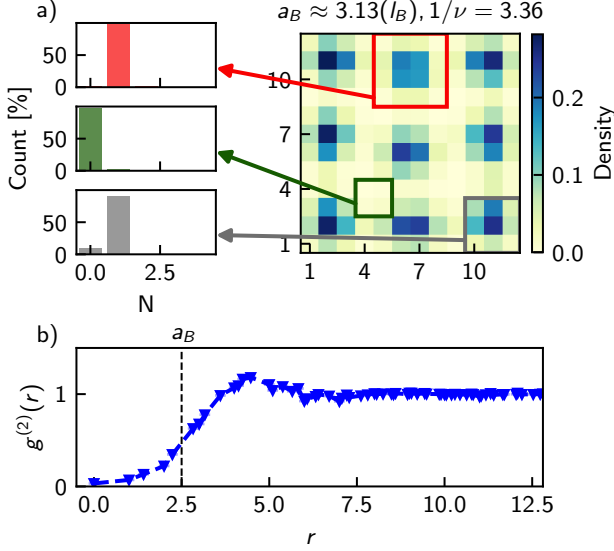 a)
a_B ≈ 3.13(l_B), 1/ν = 3.36
Count [%]
50
0
50
0
50
0
0.0 2.5
N
10
7
4
1
1 4 7 10
0.2
0.1
0.0
Density
b)
a_B
g^{(2)}(r)
1
0
0.0 2.5 5.0 7.5 10.0 12.5
r